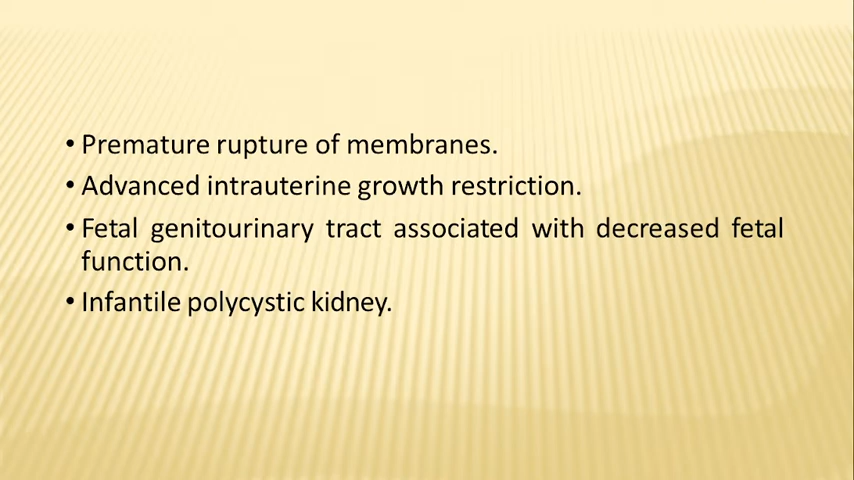 • Premature rupture of membranes.
• Advanced intrauterine growth restriction.
• Fetal genitourinary tract associated with decreased fetal
function.
• Infantile polycystic kidney.